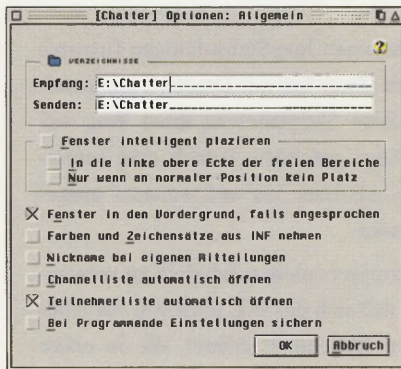 [Chatter] Optionen: Allgemein
VERZEICHNISSE
Empfang: E:\Chatter
Senden: E:\Chatter
Fenster intelligent plazieren
In die linke obere Ecke der freien Bereiche
Nur wenn an normaler Position kein Platz
Fenster in den Vordergrund, falls angesprochen
Farben und Zeichensätze aus INF nehmen
Nickname bei eigenen Mitteilungen
Channelliste automatisch öffnen
Teilnehmerliste automatisch öffnen
Bei Programmende Einstellungen sichern
OK Abbruch